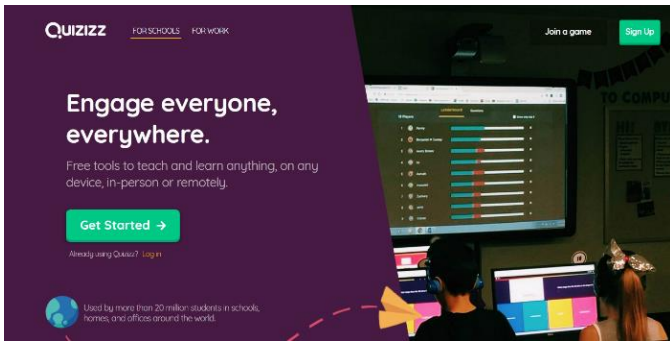 QUIZIZZ
FOR SCHOOLS
FOR WORK
Join a game
Sign Up
Engage everyone,
everywhere.
Free tools to teach and learn anything, on any
device, in-person or remotely.
Get Started →
Already using Quizizz? Log in
Used by more than 20 million students in schools,
homes, and offices around the world.
TO COMPU